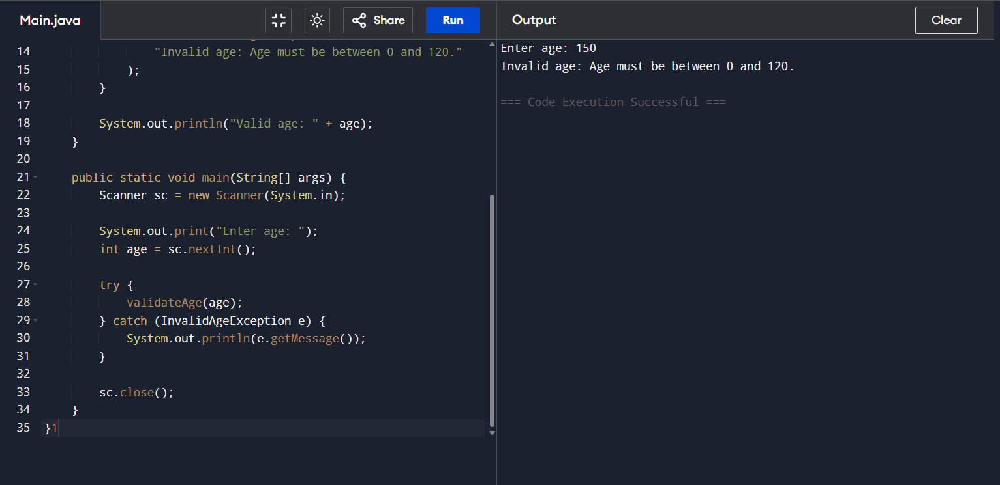 Main.java
Share
Run
Output
Clear
14 "Invalid age: Age must be between 0 and 120."
15 );
16 }
17
18 System.out.println("Valid age: " + age);
19 }
20
21 public static void main(String[] args) {
22 Scanner sc = new Scanner(System.in);
23
24 System.out.print("Enter age: ");
25 int age = sc.nextInt();
26
27 try {
28 validateAge(age);
29 } catch (InvalidAgeException e) {
30 System.out.println(e.getMessage());
31 }
32
33 sc.close();
34 }
35 }1
Enter age: 150
Invalid age: Age must be between 0 and 120.
=== Code Execution Successful ===